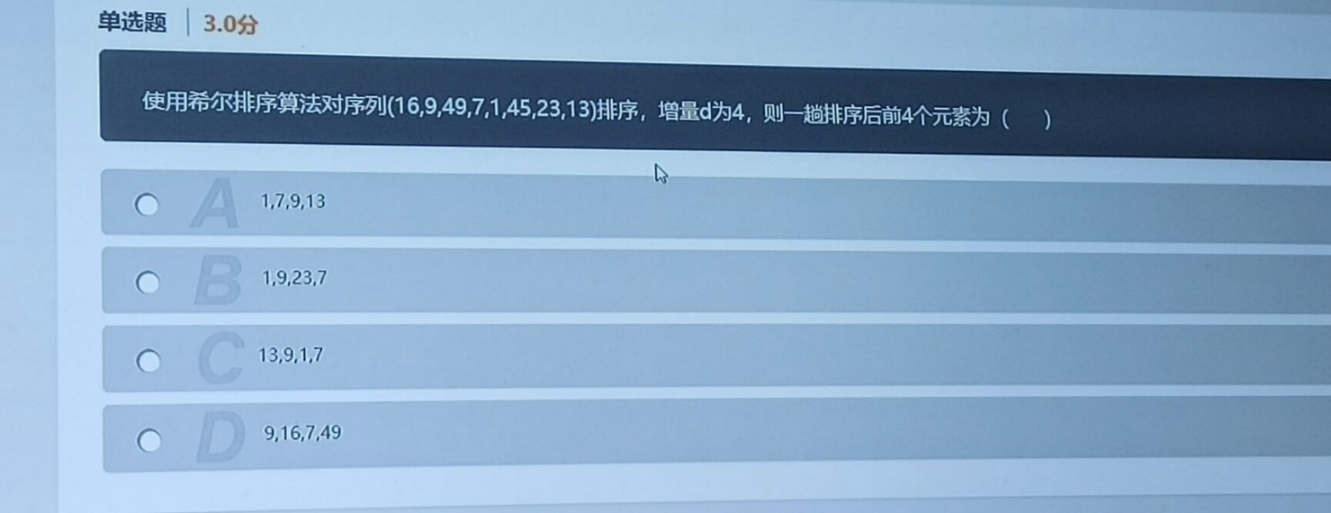 单选题 3.0分
使用希尔排序算法对序列(16,9,49,7,1,45,23,13)排序，增量d为4，则一趟排序后前4个元素为（ ）
A 1,7,9,13
B 1,9,23,7
C 13,9,1,7
D 9,16,7,49